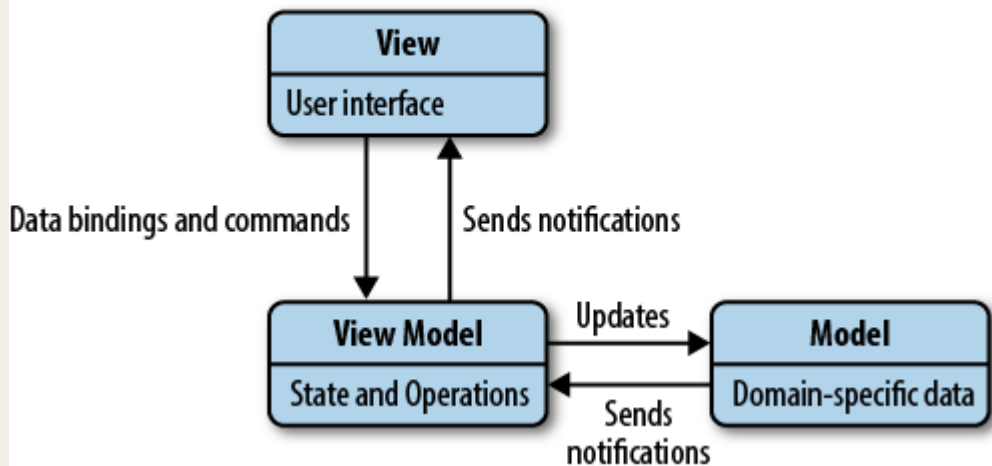 View
User interface
Data bindings and commands
Sends notifications
View Model
State and Operations
Updates
Sends
notifications
Model
Domain-specific data